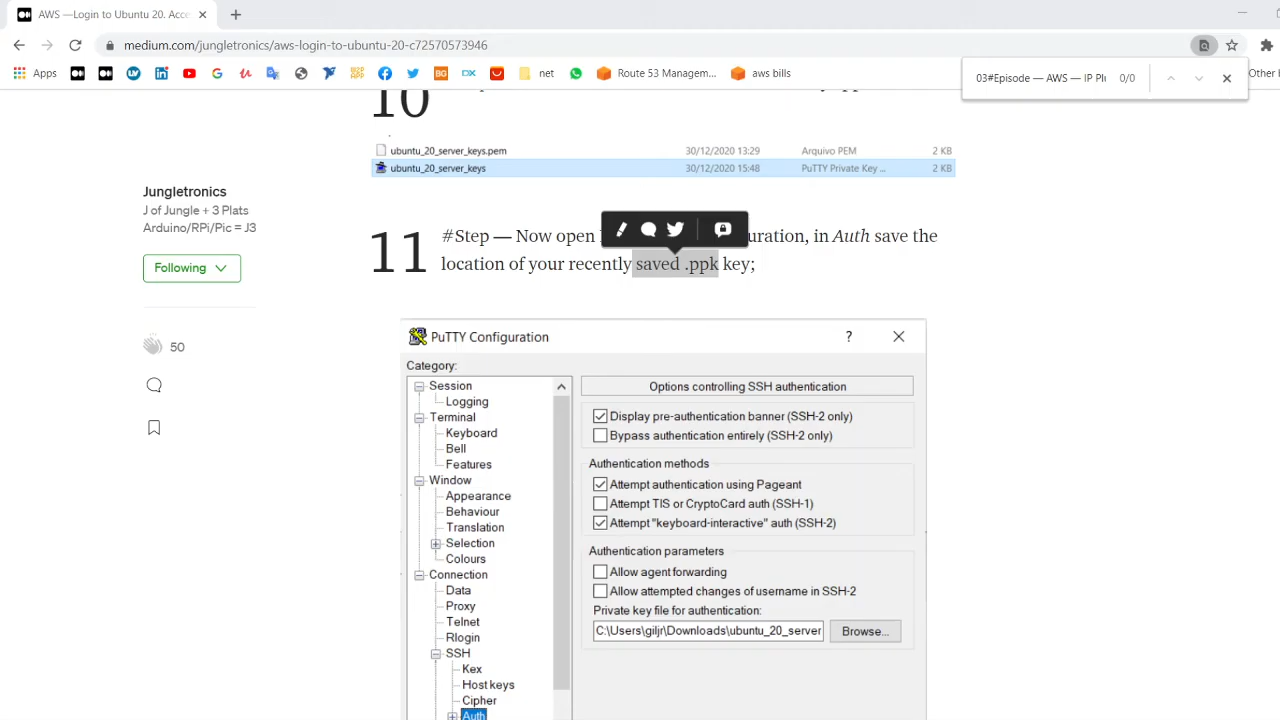 AWS —Login to Ubuntu 20. Acce
medium.com/jungletronics/aws-login-to-ubuntu-20-c72570573946
Apps
net
Route 53 Managem...
aws bills
Other
03#Episode — AWS — IP Pl
0/0
10
ubuntu_20_server_keys.pem 30/12/2020 13:29 Arquivo PEM 2 KB
ubuntu_20_server_keys 30/12/2020 15:48 PuTTY Private Key ... 2 KB
Jungletronics
J of Jungle + 3 Plats
Arduino/RPi/Pic = J3
Following
50
11
#Step — Now open uration, in Auth save the
location of your recently saved .ppk key;
PuTTY Configuration ?
Category:
Session
Logging
Terminal
Keyboard
Bell
Features
Window
Appearance
Behaviour
Translation
Selection
Colours
Connection
Data
Proxy
Telnet
Rlogin
SSH
Kex
Host keys
Cipher
Auth
Options controlling SSH authentication
Display pre-authentication banner (SSH-2 only)
Bypass authentication entirely (SSH-2 only)
Authentication methods
Attempt authentication using Pageant
Attempt TIS or CryptoCard auth (SSH-1)
Attempt "keyboard-interactive" auth (SSH-2)
Authentication parameters
Allow agent forwarding
Allow attempted changes of username in SSH-2
Private key file for authentication:
C:\Users\giljr\Downloads\ubuntu_20_server
Browse...